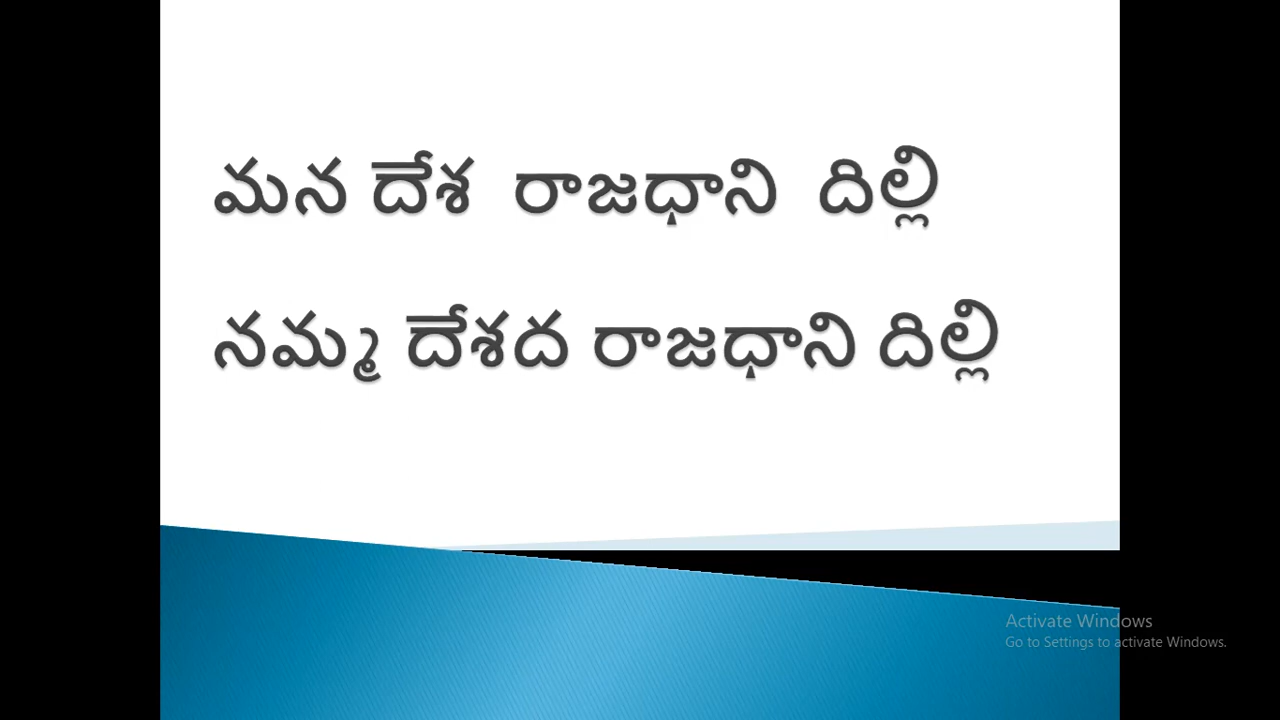 మన దేశ రాజధాని దిల్లి
నమ్మ దేశద రాజధాని దిల్లి
Activate Windows
Go to Settings to activate Windows.